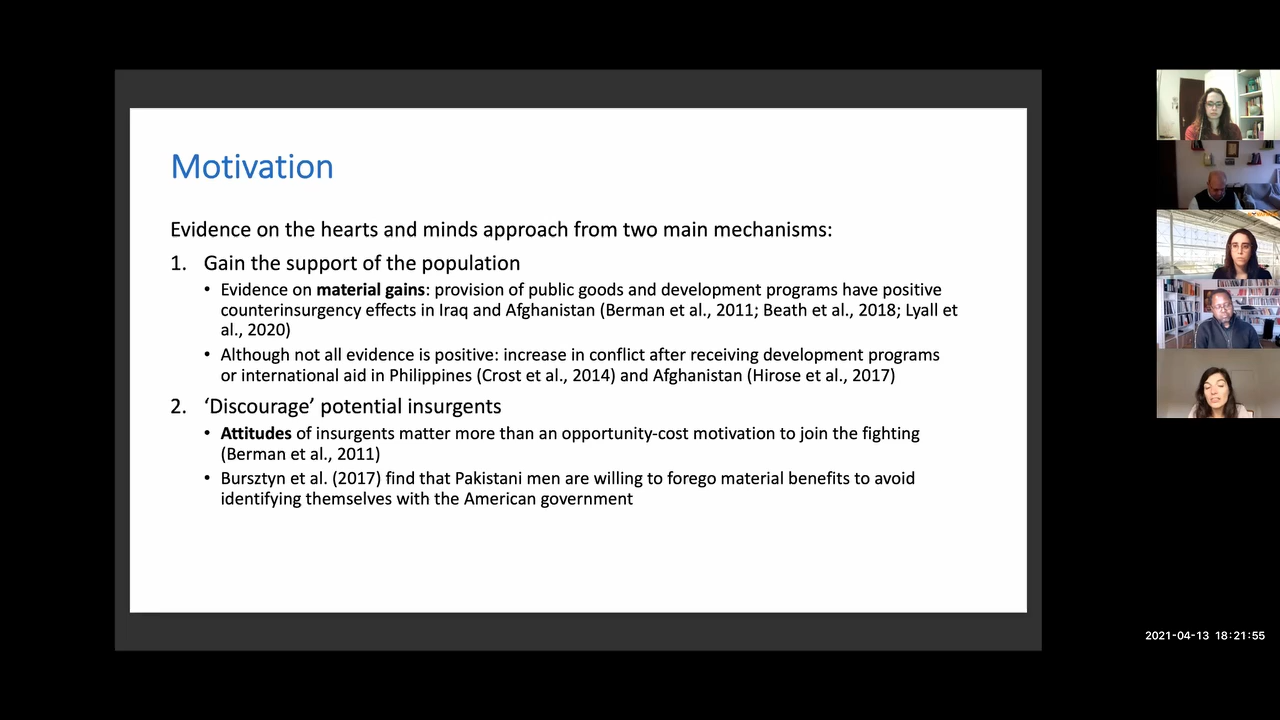 Motivation
Evidence on the hearts and minds approach from two main mechanisms:
1. Gain the support of the population
• Evidence on material gains: provision of public goods and development programs have positive
counterinsurgency effects in Iraq and Afghanistan (Berman et al., 2011; Beath et al., 2018; Lyall et
al., 2020)
• Although not all evidence is positive: increase in conflict after receiving development programs
or international aid in Philippines (Crost et al., 2014) and Afghanistan (Hirose et al., 2017)
2. ‘Discourage’ potential insurgents
• Attitudes of insurgents matter more than an opportunity-cost motivation to join the fighting
(Berman et al., 2011)
• Bursztyn et al. (2017) find that Pakistani men are willing to forego material benefits to avoid
identifying themselves with the American government
2021-04-13 18:21:55